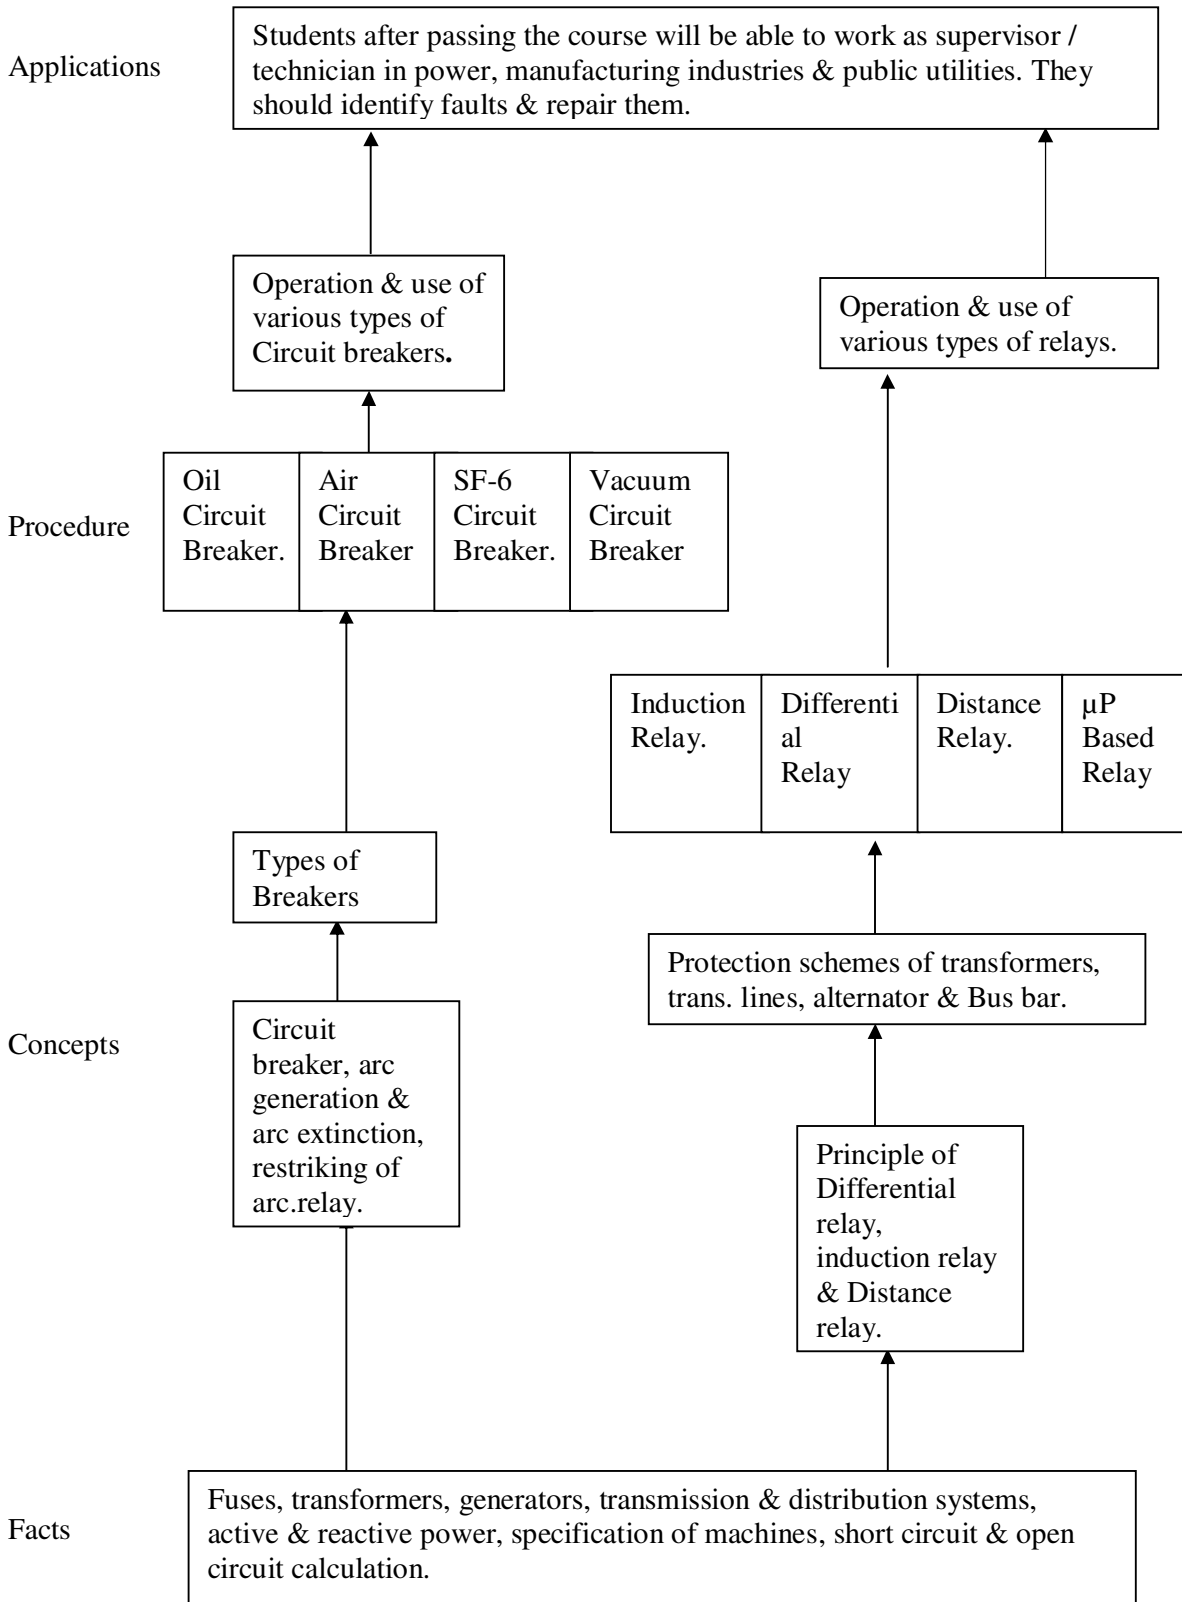 Applications
Students after passing the course will be able to work as supervisor /
technician in power, manufacturing industries & public utilities. They
should identify faults & repair them.
Operation & use of
various types of
Circuit breakers.
Operation & use of
various types of relays.
Procedure
Oil
Circuit
Breaker.
Air
Circuit
Breaker
SF-6
Circuit
Breaker.
Vacuum
Circuit
Breaker
Induction
Relay.
Differenti
al
Relay
Distance
Relay.
µP
Based
Relay
Types of
Breakers
Protection schemes of transformers,
trans. lines, alternator & Bus bar.
Concepts
Circuit
breaker, arc
generation &
arc extinction,
restriking of
arc.relay.
Principle of
Differential
relay,
induction relay
& Distance
relay.
Facts
Fuses, transformers, generators, transmission & distribution systems,
active & reactive power, specification of machines, short circuit & open
circuit calculation.